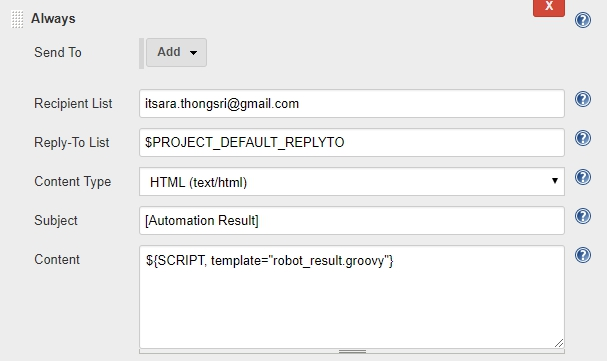 Always
X
Send To
Add
Recipient List
itsara.thongsri@gmail.com
Reply-To List
$PROJECT_DEFAULT_REPLYTO
Content Type
HTML (text/html)
Subject
[Automation Result]
Content
${SCRIPT, template="robot_result.groovy"}